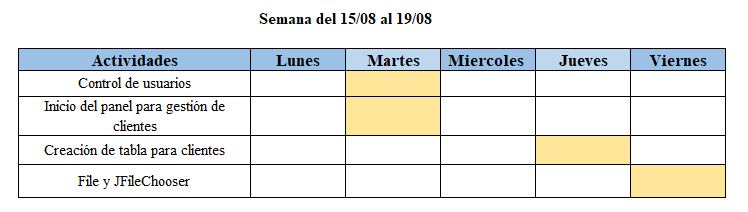 Semana del 15/08 al 19/08
Actividades Lunes Martes Miercoles Jueves Viernes
Control de usuarios
Inicio del panel para gestión de
clientes
Creación de tabla para clientes
File y JFileChooser